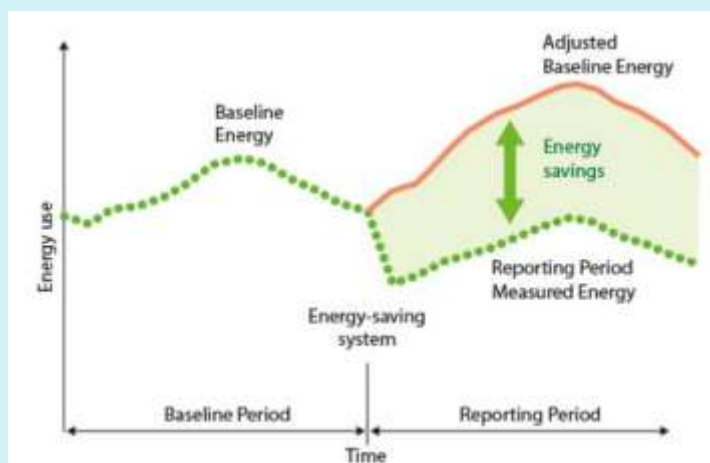 Adjusted
Baseline Energy
Baseline
Energy
Energy
savings
Energy use
Reporting Period
Measured Energy
Energy-saving
system
Baseline Period
Reporting Period
Time